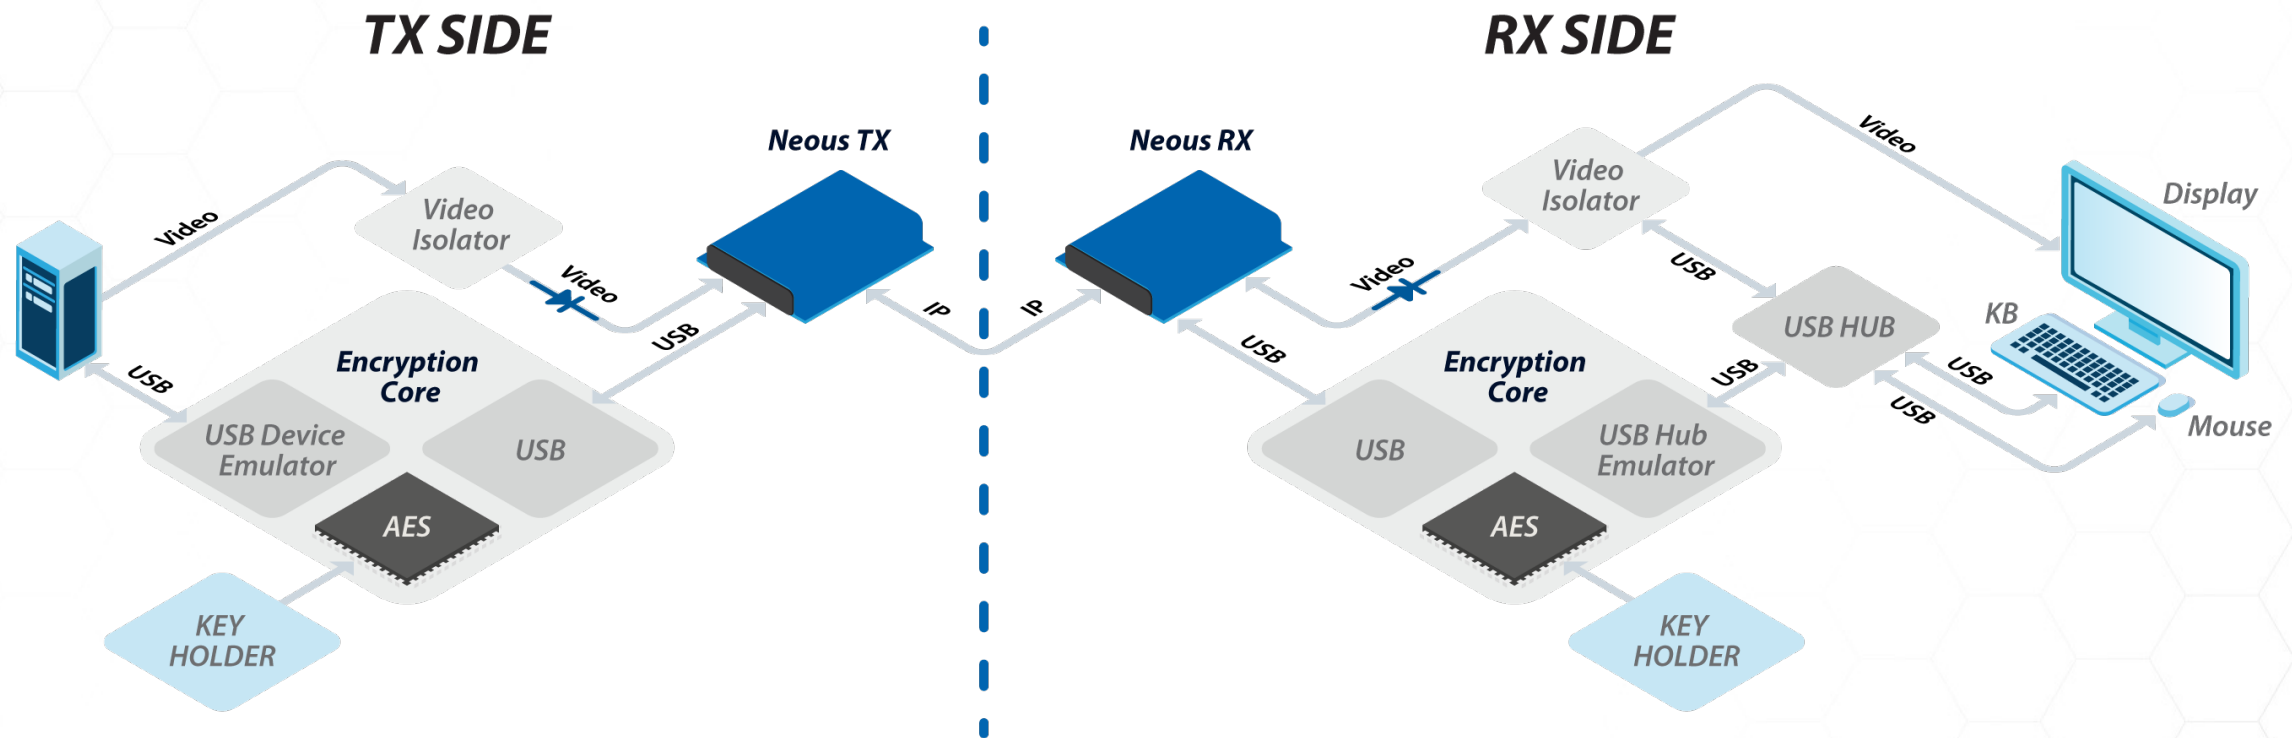 TX SIDE
RX SIDE
Neous TX
Neous RX
Video
Video
Isolator
Video
USB
USB
Encryption
Core
USB Device
Emulator
USB
AES
KEY
HOLDER
IP
IP
Video
Video
Isolator
Video
USB
USB
Encryption
Core
USB
USB Hub
Emulator
AES
KEY
HOLDER
USB HUB
USB
USB
USB
Display
KB
Mouse